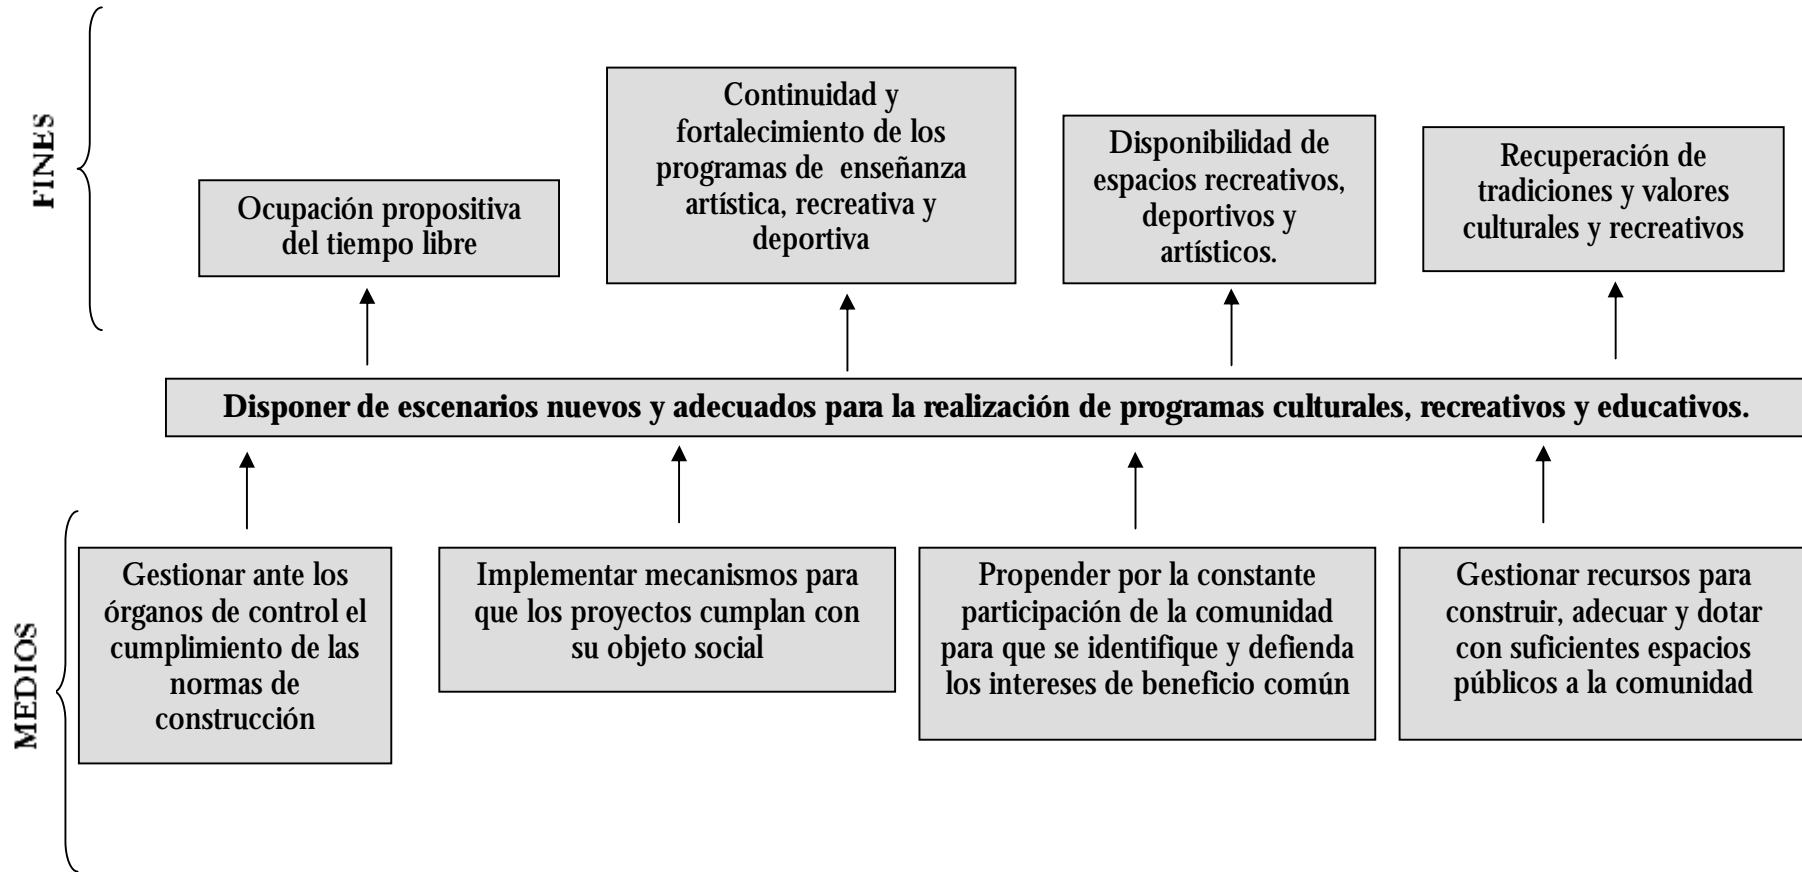 FINES
Ocupación propositiva
del tiempo libre
Continuidad y
fortalecimiento de los
programas de enseñanza
artística, recreativa y
deportiva
Disponibilidad de
espacios recreativos,
deportivos y
artísticos.
Recuperación de
tradiciones y valores
culturales y recreativos
Disponer de escenarios nuevos y adecuados para la realización de programas culturales, recreativos y educativos.
MEDIOS
Gestionar ante los
órganos de control el
cumplimiento de las
normas de
construcción
Implementar mecanismos para
que los proyectos cumplan con
su objeto social
Propender por la constante
participación de la comunidad
para que se identifique y defienda
los intereses de beneficio común
Gestionar recursos para
construir, adecuar y dotar
con suficientes espacios
públicos a la comunidad